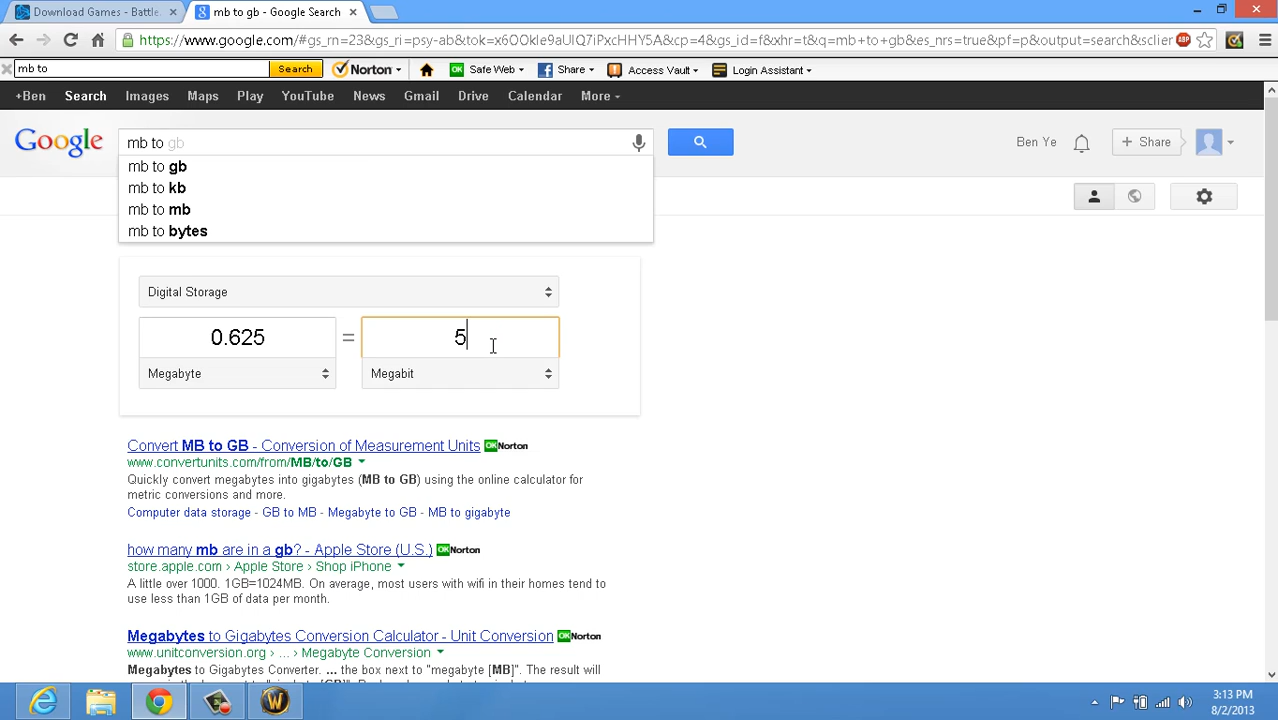 Download Games - Battle.
mb to gb - Google Search
https://www.google.com/#gs_rn=23&gs_ri=psy-ab&tok=x6OOkIe9aUJlQ7iPxcHHY5A&cp=4&gs_id=f&xhr=t&q=mb+to+gb&es_nrs=true&pf=p&output=search&sclier
ABP
mb to
Search
Norton
OK
Safe Web
Share
Access Vault
Login Assistant
+Ben Search Images Maps Play YouTube News Gmail Drive Calendar More
Google
mb to gb
Ben Ye
+ Share
mb to gb
mb to kb
mb to mb
mb to bytes
Digital Storage
0.625 = 5
Megabyte Megabit
Convert MB to GB - Conversion of Measurement Units OK Norton
www.convertunits.com/from/MB/to/GB
Quickly convert megabytes into gigabytes (MB to GB) using the online calculator for
metric conversions and more.
Computer data storage - GB to MB - Megabyte to GB - MB to gigabyte
how many mb are in a gb? - Apple Store (U.S.) OK Norton
store.apple.com › Apple Store › Shop iPhone
A little over 1000. 1GB=1024MB. On average, most users with wifi in their homes tend to
use less than 1GB of data per month.
Megabytes to Gigabytes Conversion Calculator - Unit Conversion OK Norton
www.unitconversion.org › ... › Megabyte Conversion
Megabytes to Gigabytes Converter. ... the box next to "megabyte [MB]". The result will
3:13 PM
8/2/2013